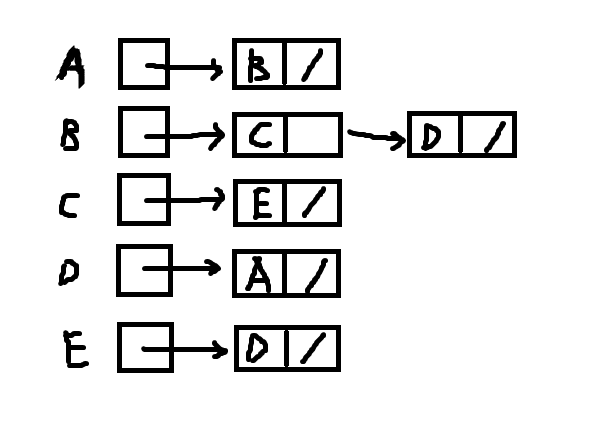 A B /
B C D /
C E /
D A /
E D /